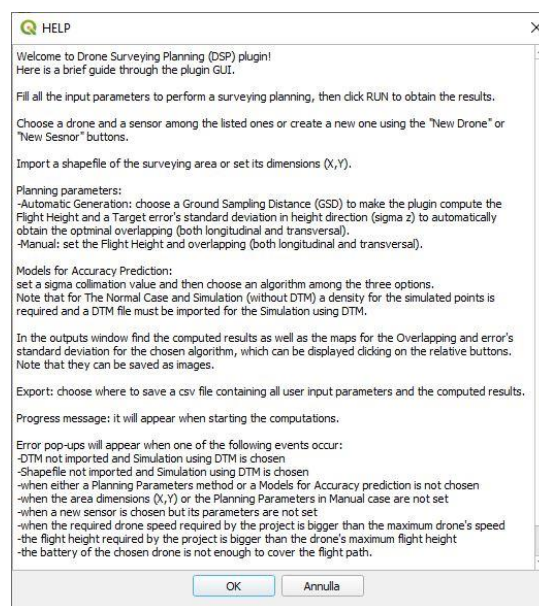 HELP
Welcome to Drone Surveying Planning (DSP) plugin!
Here is a brief guide through the plugin GUI.
Fill all the input parameters to perform a surveying planning, then click RUN to obtain the results.
Choose a drone and a sensor among the listed ones or create a new one using the "New Drone" or
"New Sesnor" buttons.
Import a shapefile of the surveying area or set its dimensions (X,Y).
Planning parameters:
-Automatic Generation: choose a Ground Sampling Distance (GSD) to make the plugin compute the
Flight Height and a Target error's standard deviation in height direction (sigma z) to automatically
obtain the optminal overlapping (both longitudinal and transversal).
-Manual: set the Flight Height and overlapping (both longitudinal and transversal).
Models for Accuracy Prediction:
set a sigma collimation value and then choose an algorithm among the three options.
Note that for The Normal Case and Simulation (without DTM) a density for the simulated points is
required and a DTM file must be imported for the Simulation using DTM.
In the outputs window find the computed results as well as the maps for the Overlapping and error's
standard deviation for the chosen algorithm, which can be displayed clicking on the relative buttons.
Note that they can be saved as images.
Export: choose where to save a csv file containing all user input parameters and the computed results.
Progress message: it will appear when starting the computations.
Error pop-ups will appear when one of the following events occur:
-DTM not imported and Simulation using DTM is chosen
-Shapefile not imported and Simulation using DTM is chosen
-when either a Planning Parameters method or a Models for Accuracy prediction is not chosen
-when the area dimensions (X,Y) or the Planning Parameters in Manual case are not set
-when a new sensor is chosen but its parameters are not set
-when the required drone speed required by the project is bigger than the maximum drone's speed
-the flight height required by the project is bigger than the drone's maximum flight height
-the battery of the chosen drone is not enough to cover the flight path.
OK Annulla